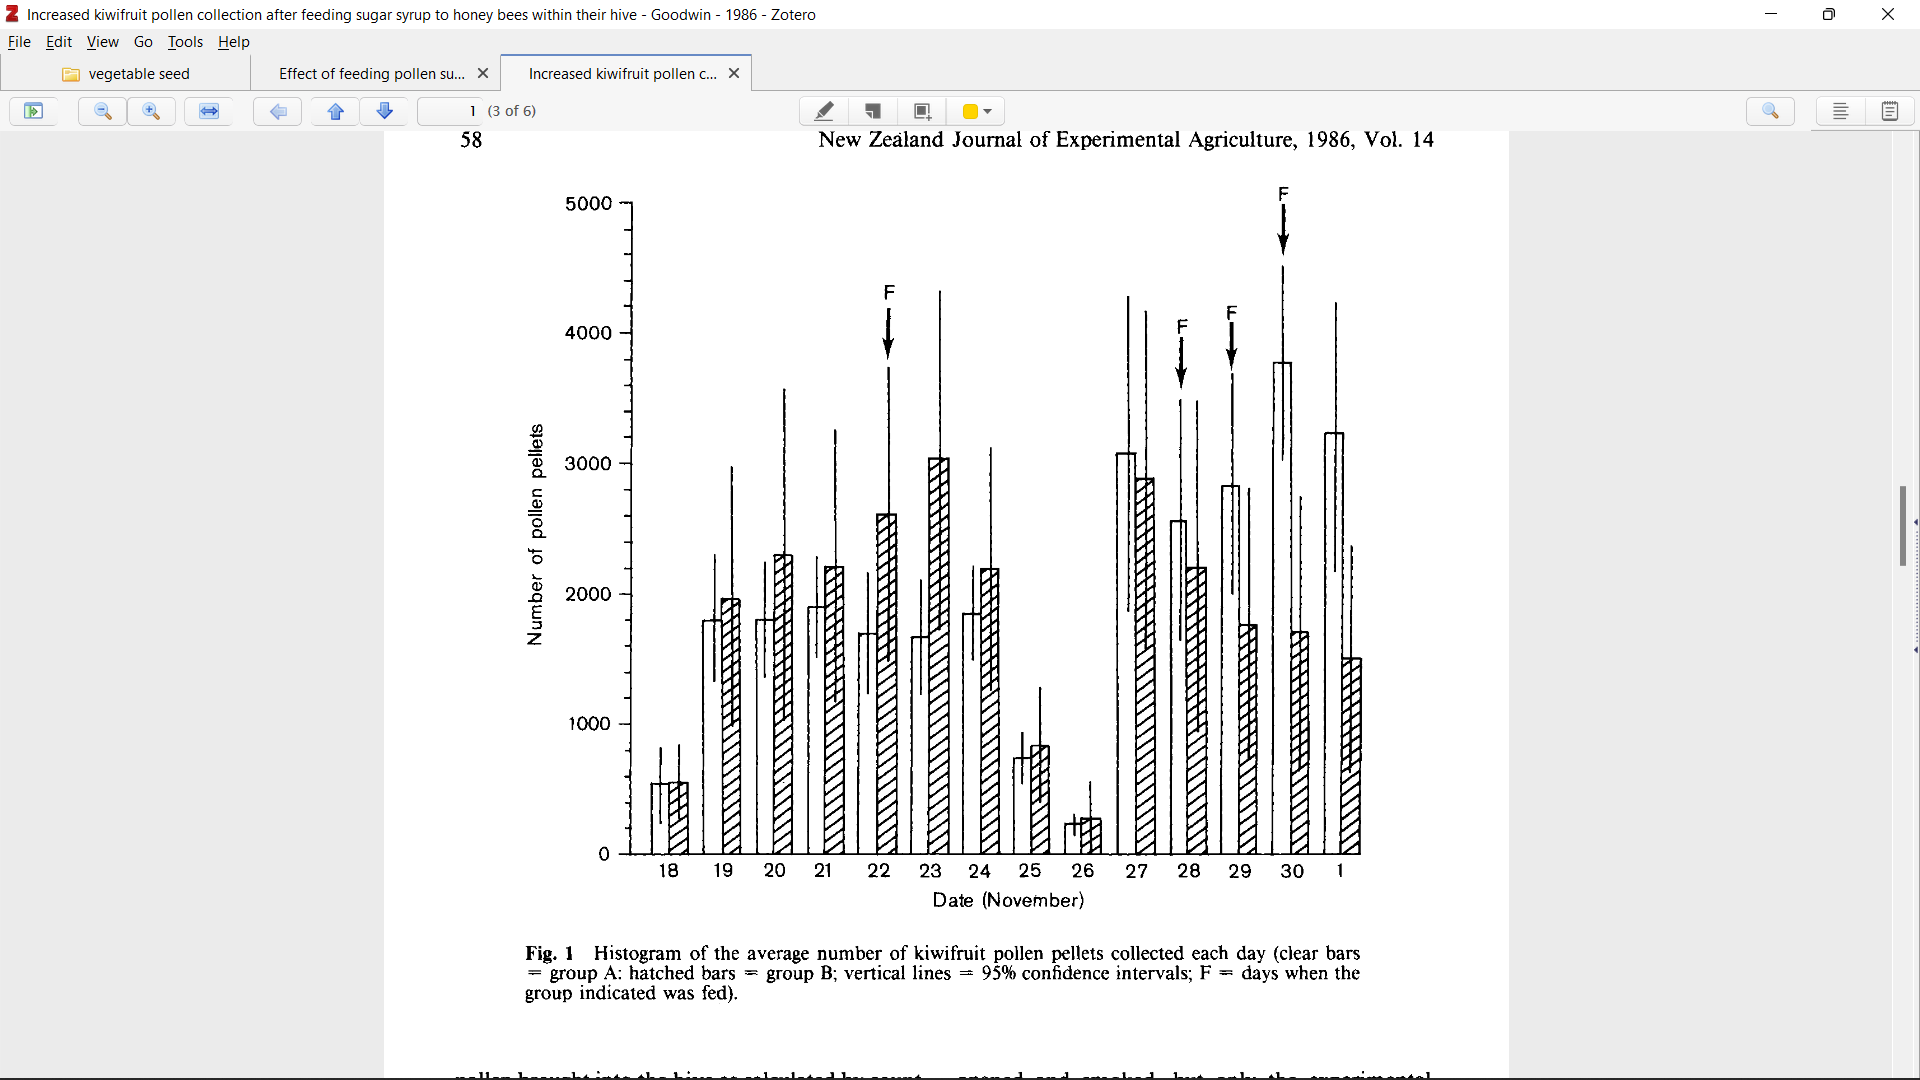 Increased kiwifruit pollen collection after feeding sugar syrup to honey bees within their hive - Goodwin - 1986 - Zotero
File Edit View Go Tools Help
vegetable seed
Effect of feeding pollen su...
Increased kiwifruit pollen c...
1 (3 of 6)
58 New Zealand Journal of Experimental Agriculture, 1986, Vol. 14
F
5000
F
F
F
4000
3000
2000
1000
0
Number of pollen pellets
18 19 20 21 22 23 24 25 26 27 28 29 30 1
Date (November)
Fig. 1 Histogram of the average number of kiwifruit pollen pellets collected each day (clear bars
= group A: hatched bars = group B; vertical lines = 95% confidence intervals; F = days when the
group indicated was fed).